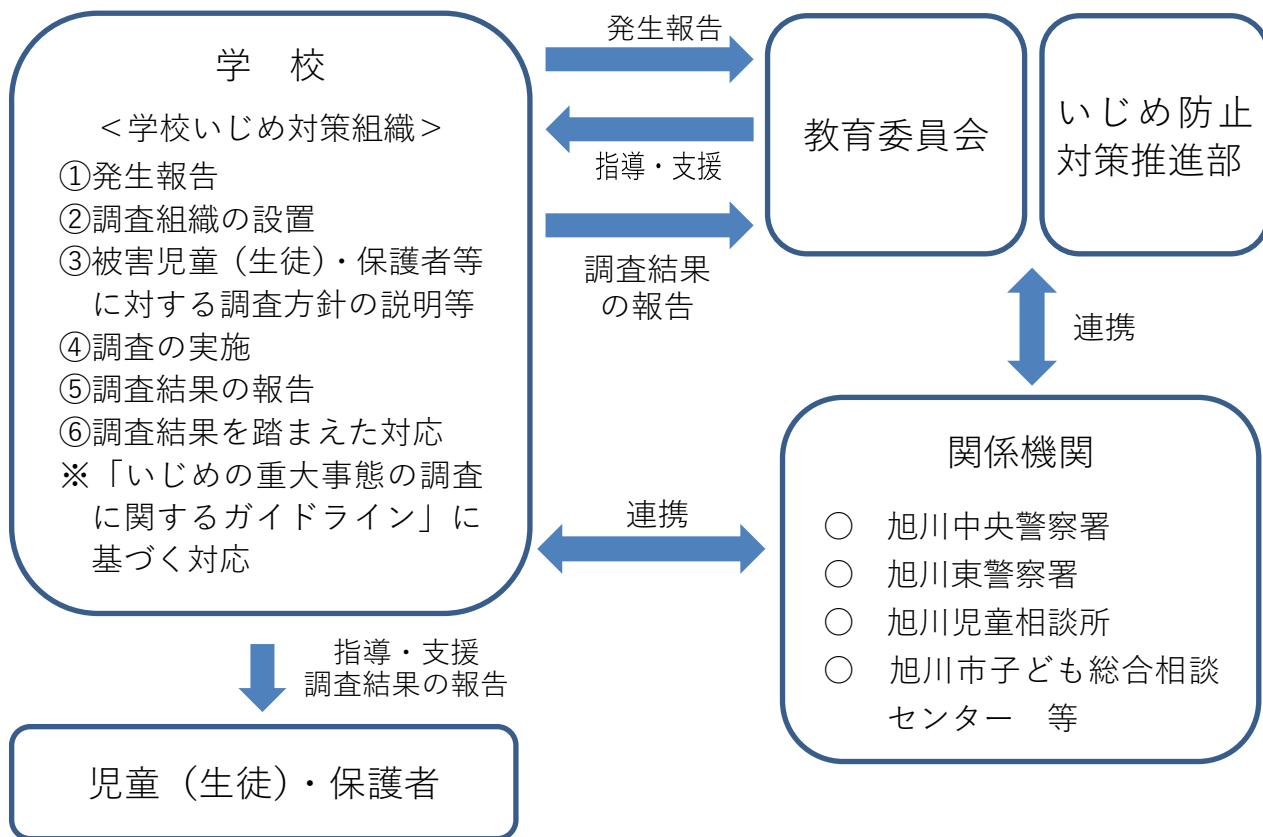 学　校
＜学校いじめ対策組織＞
①発生報告
②調査組織の設置
③被害児童（生徒）・保護者等
に対する調査方針の説明等
④調査の実施
⑤調査結果の報告
⑥調査結果を踏まえた対応
※「いじめの重大事態の調査
に関するガイドライン」に
基づく対応
発生報告
指導・支援
調査結果
の報告
教育委員会
いじめ防止
対策推進部
連携
連携
関係機関
○　旭川中央警察署
○　旭川東警察署
○　旭川児童相談所
○　旭川市子ども総合相談
センター　等
指導・支援
調査結果の報告
児童（生徒）・保護者